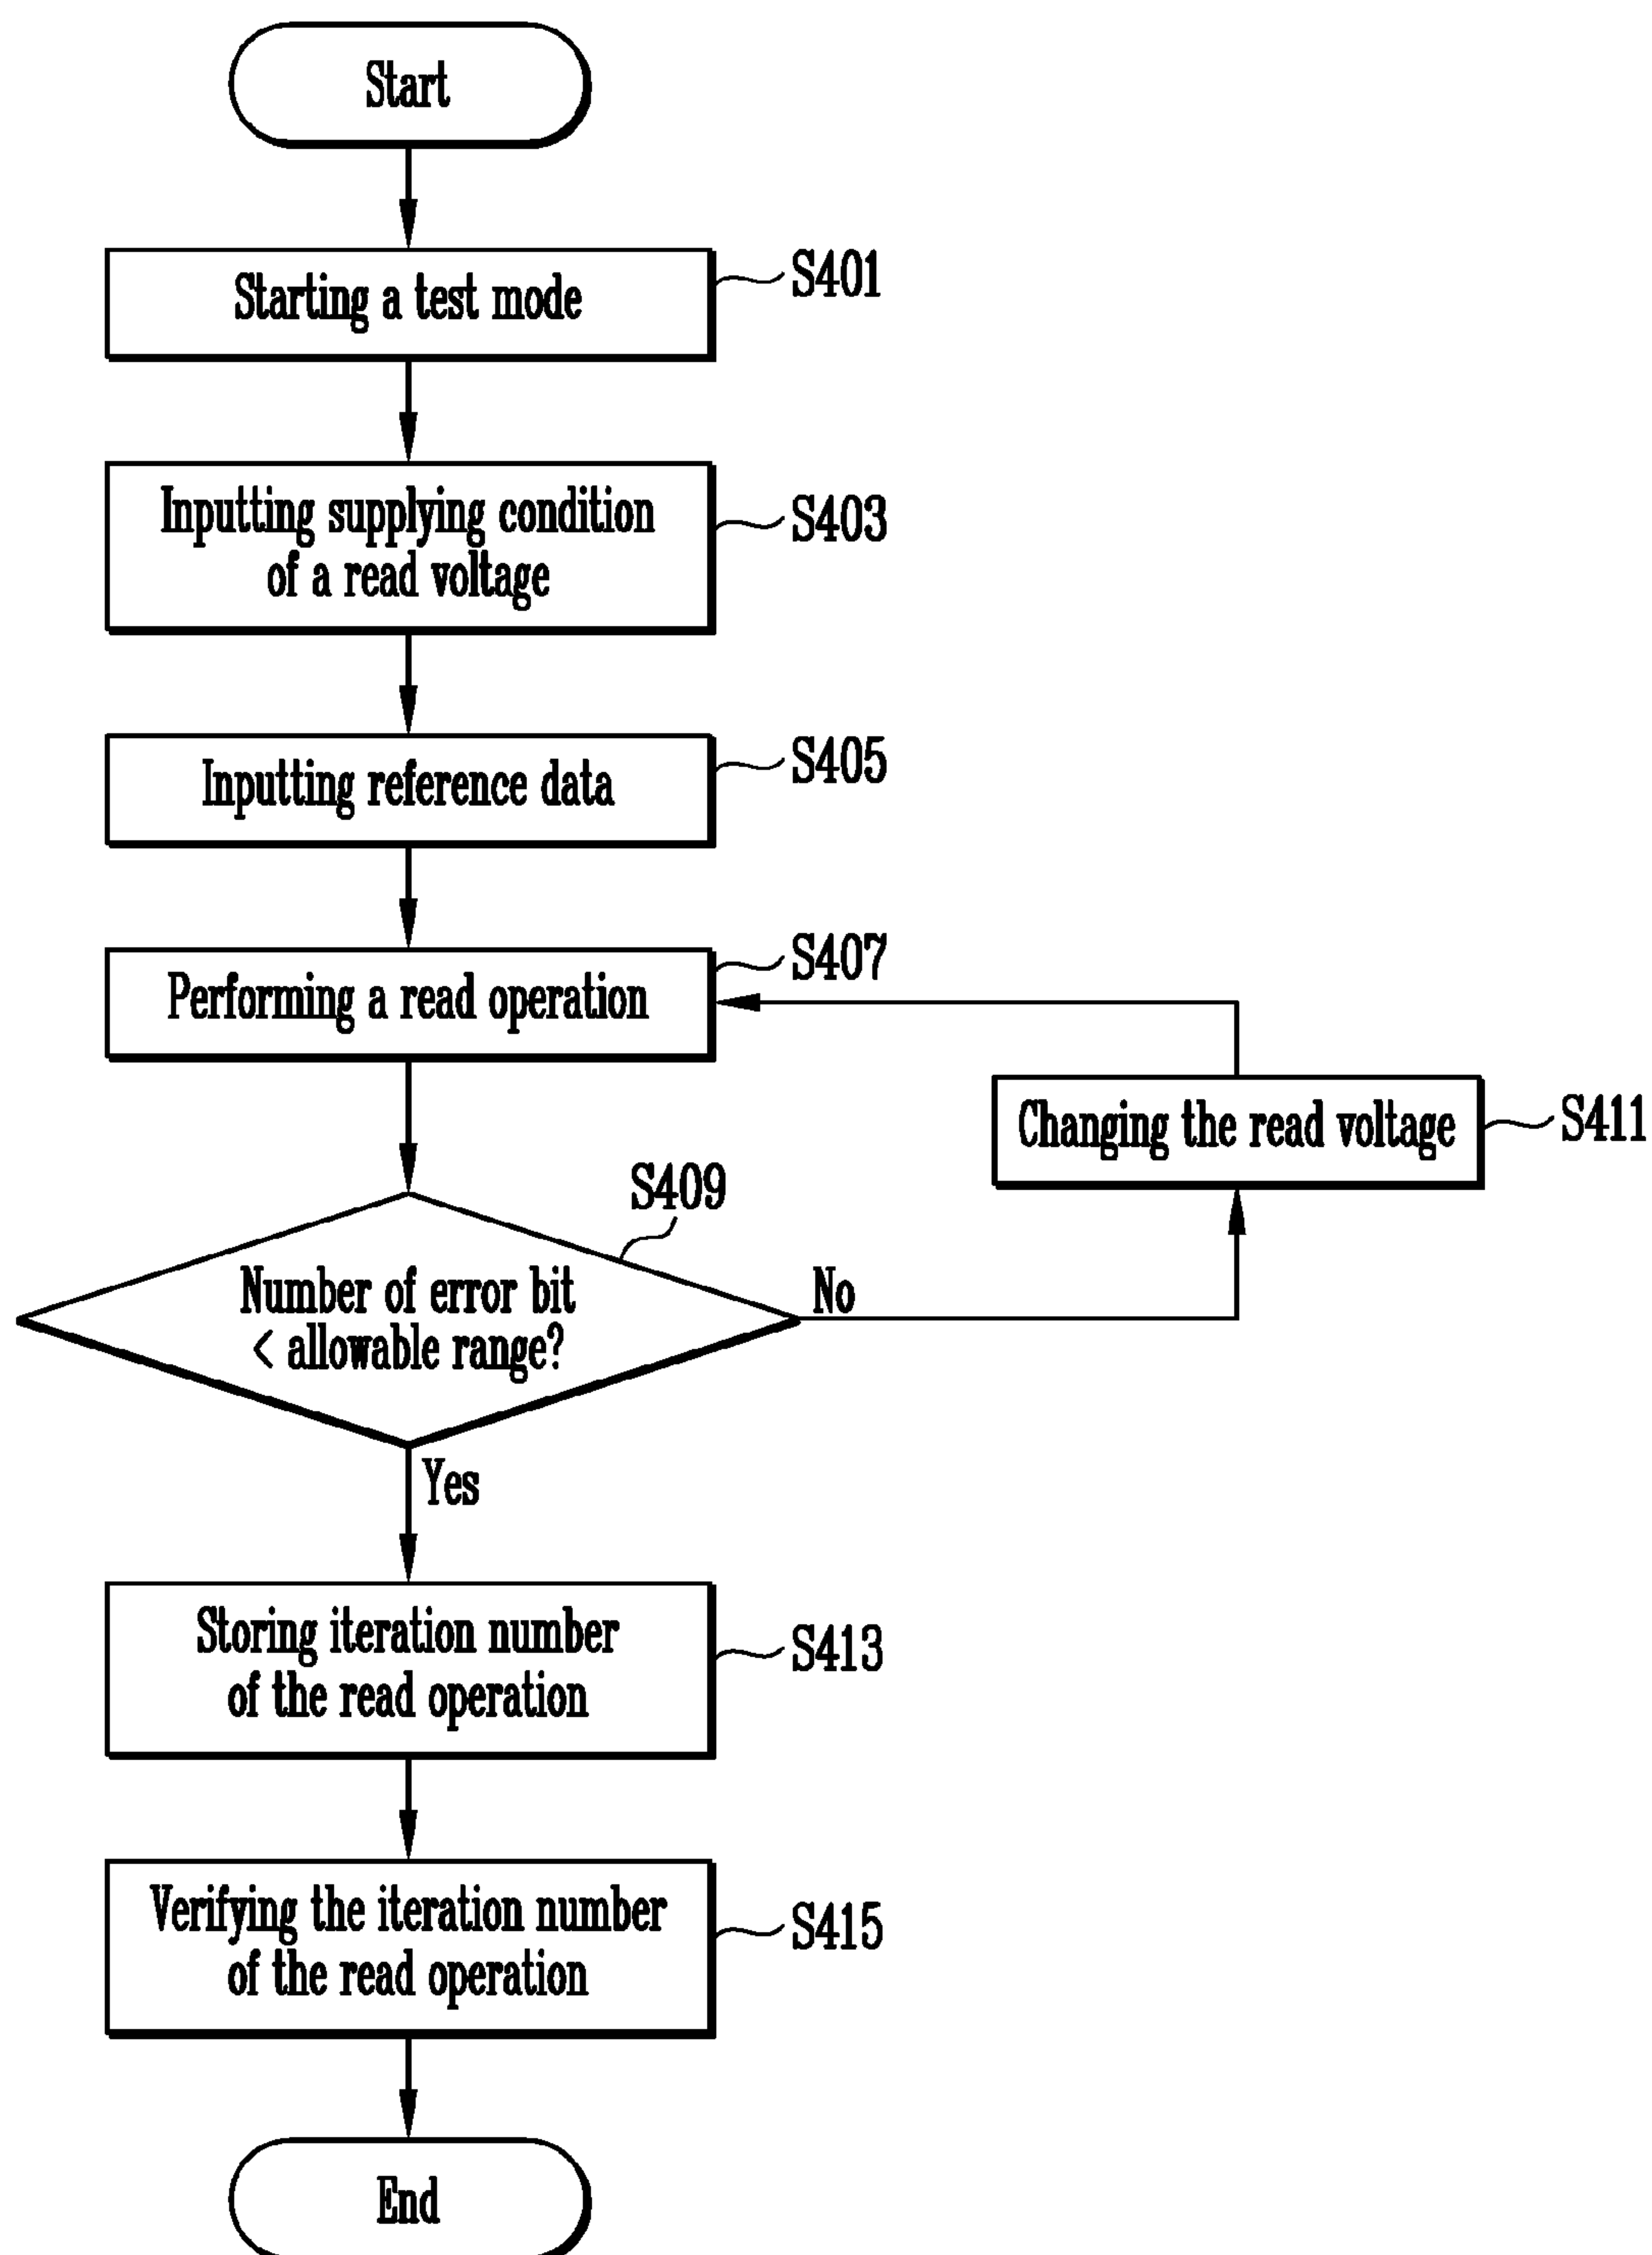 Start
Starting a test mode
S401
Inputting supplying condition
of a read voltage
S403
Inputting reference data
S405
Performing a read operation
S407
Changing the read voltage
S411
S409
Number of error bit
< allowable range?
No
Yes
Storing iteration number
of the read operation
S413
Verifying the iteration number
of the read operation
S415
End